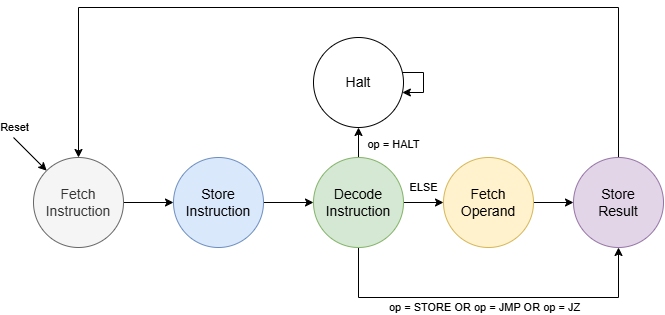 Halt
Reset
op = HALT
Fetch
Instruction
Store
Instruction
Decode
Instruction
ELSE
Fetch
Operand
Store
Result
op = STORE OR op = JMP OR op = JZ